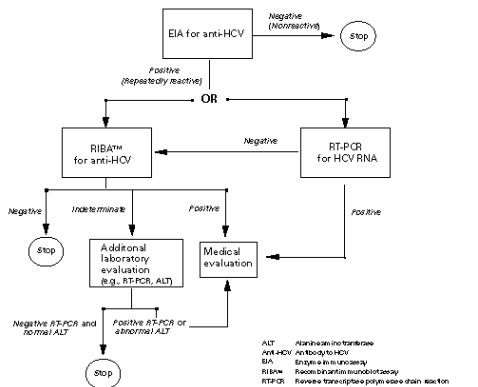 EIA for anti-HCV
Negative
(Nonreactive)
Stop
Positive
(Repeatedly reactive)
OR
RIBA™
for anti-HCV
Negative
RT-PCR
for HCV RNA
Negative
Indeterminate
Positive
Positive
Stop
Additonal
laboratory
evaluation
(e.g., RT-PCR, ALT)
Medical
evaluation
Negative RT-PCR and
normal ALT
Positive RT-PCR or
abnormal ALT
Stop
ALT Alanine aminotranferase
Anti-HCV Antibody to HCV
EIA Enzyme immunoassay
RIBA™ Recombinant immunoblot assay
RT-PCR Reverse transcriptase polymerase chain reaction